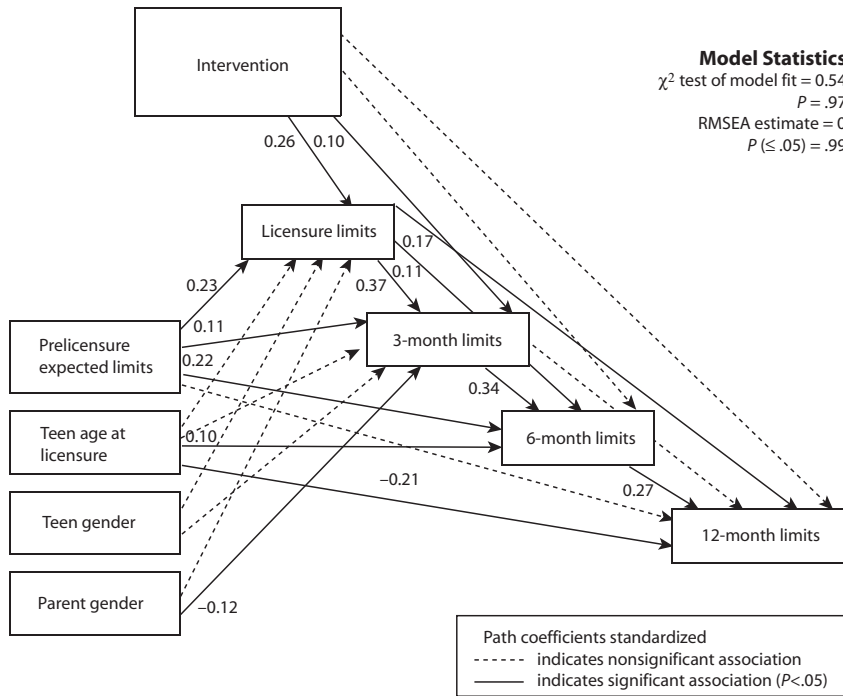 Intervention
Model Statistics
χ² test of model fit = 0.54
P = .97
RMSEA estimate = 0
P (≤ .05) = .99
0.26
0.10
Licensure limits
0.17
0.11
0.23
0.37
0.11
Prelicensure
expected limits
3-month limits
0.22
0.34
Teen age at
licensure
0.10
6-month limits
−0.21
0.27
Teen gender
12-month limits
Parent gender
−0.12
Path coefficients standardized
indicates nonsignificant association
indicates significant association (P<.05)